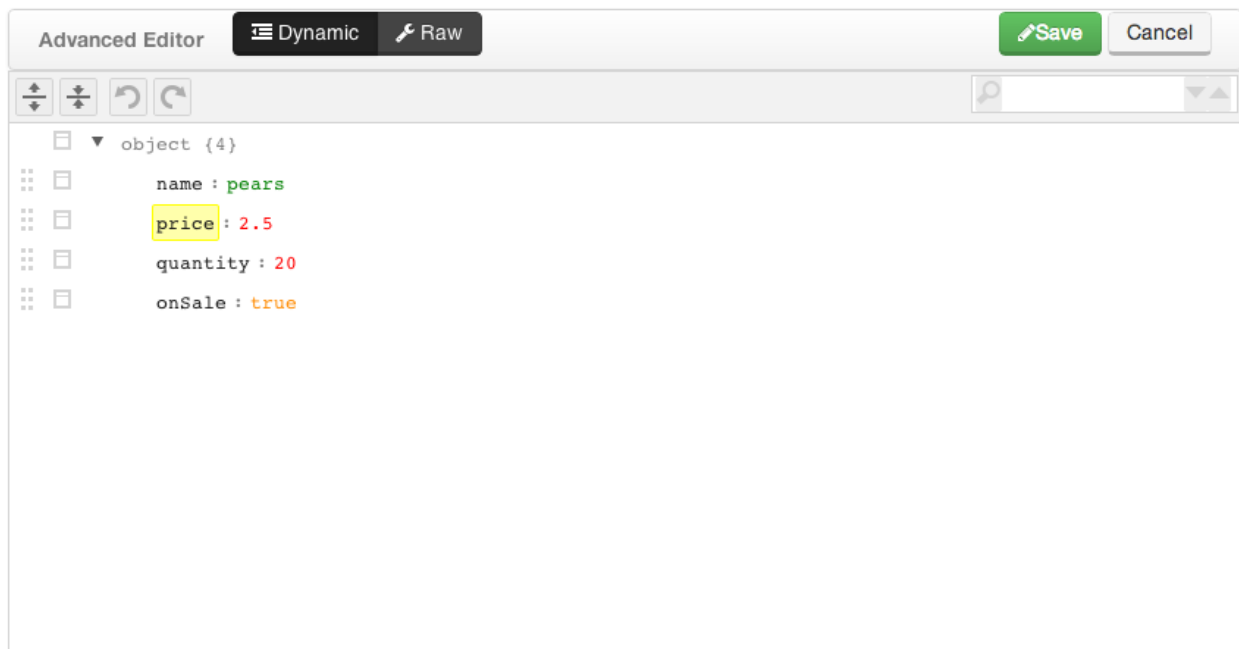 Advanced Editor Dynamic Raw Save Cancel
object {4}
name : pears
price : 2.5
quantity : 20
onSale : true